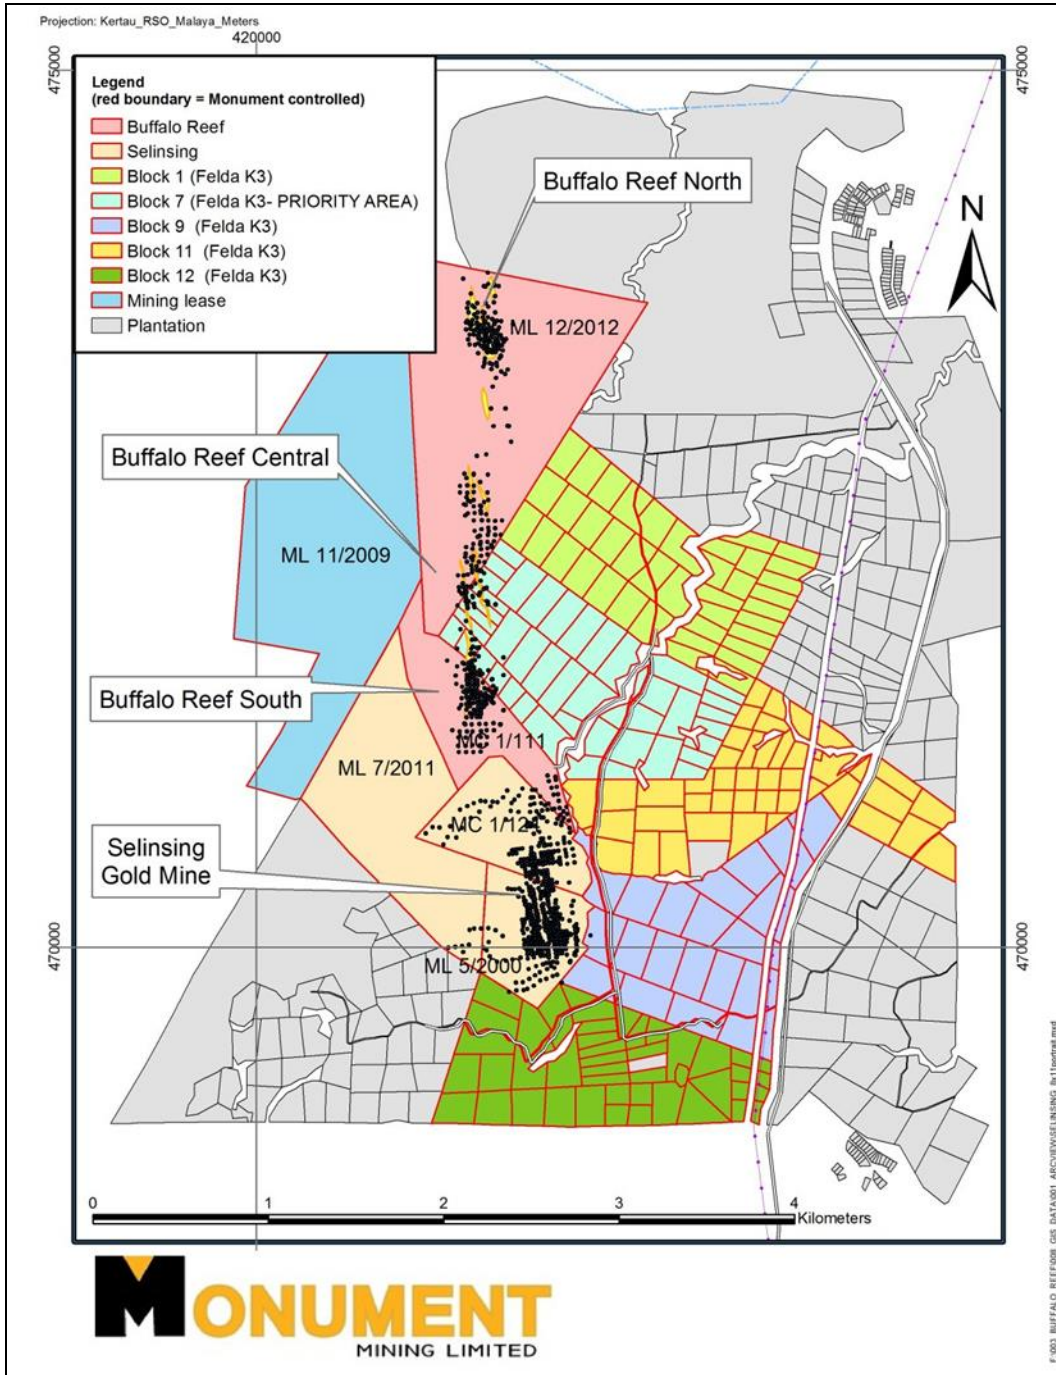 Projection: Kertau_RSO_Malaya_Meters
420000
475000
475000
Legend
(red boundary = Monument controlled)
Buffalo Reef
Selinsing
Block 1 (Felda K3)
Block 7 (Felda K3- PRIORITY AREA)
Block 9 (Felda K3)
Block 11 (Felda K3)
Block 12 (Felda K3)
Mining lease
Plantation
Buffalo Reef North
N
ML 12/2012
Buffalo Reef Central
ML 11/2009
Buffalo Reef South
MC 1/111
ML 7/2011
MC 1/121
Selinsing
Gold Mine
470000
470000
ML 5/2000
0 1 2 3 4
Kilometers
MONUMENT
MINING LIMITED